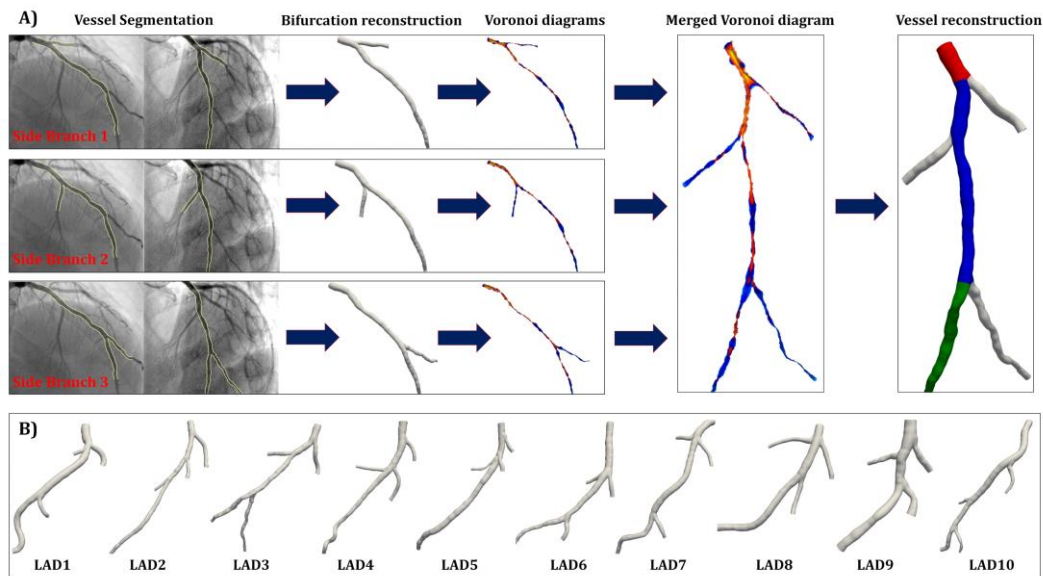 A)
Vessel Segmentation
Bifurcation reconstruction
Voronoi diagrams
Merged Voronoi diagram
Vessel reconstruction
Side Branch 1
Side Branch 2
Side Branch 3
B)
LAD1 LAD2 LAD3 LAD4 LAD5 LAD6 LAD7 LAD8 LAD9 LAD10